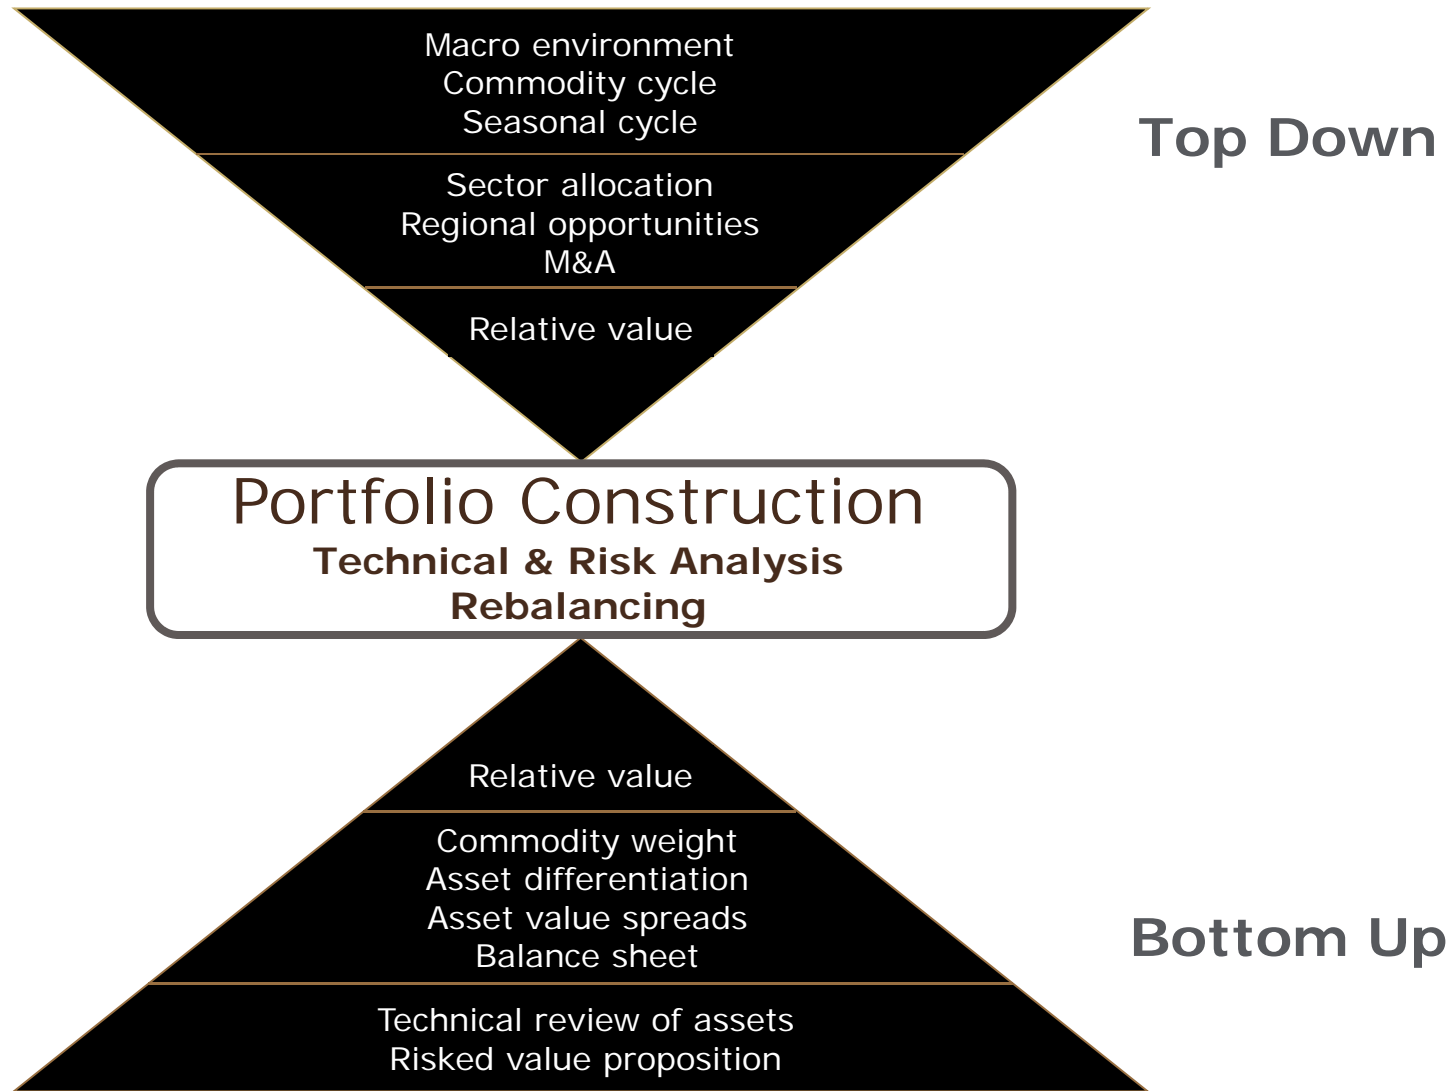 Macro environment
Commodity cycle
Seasonal cycle
Top Down
Sector allocation
Regional opportunities
M&A
Relative value
Portfolio Construction
Technical & Risk Analysis
Rebalancing
Relative value
Commodity weight
Asset differentiation
Asset value spreads
Balance sheet
Bottom Up
Technical review of assets
Risked value proposition